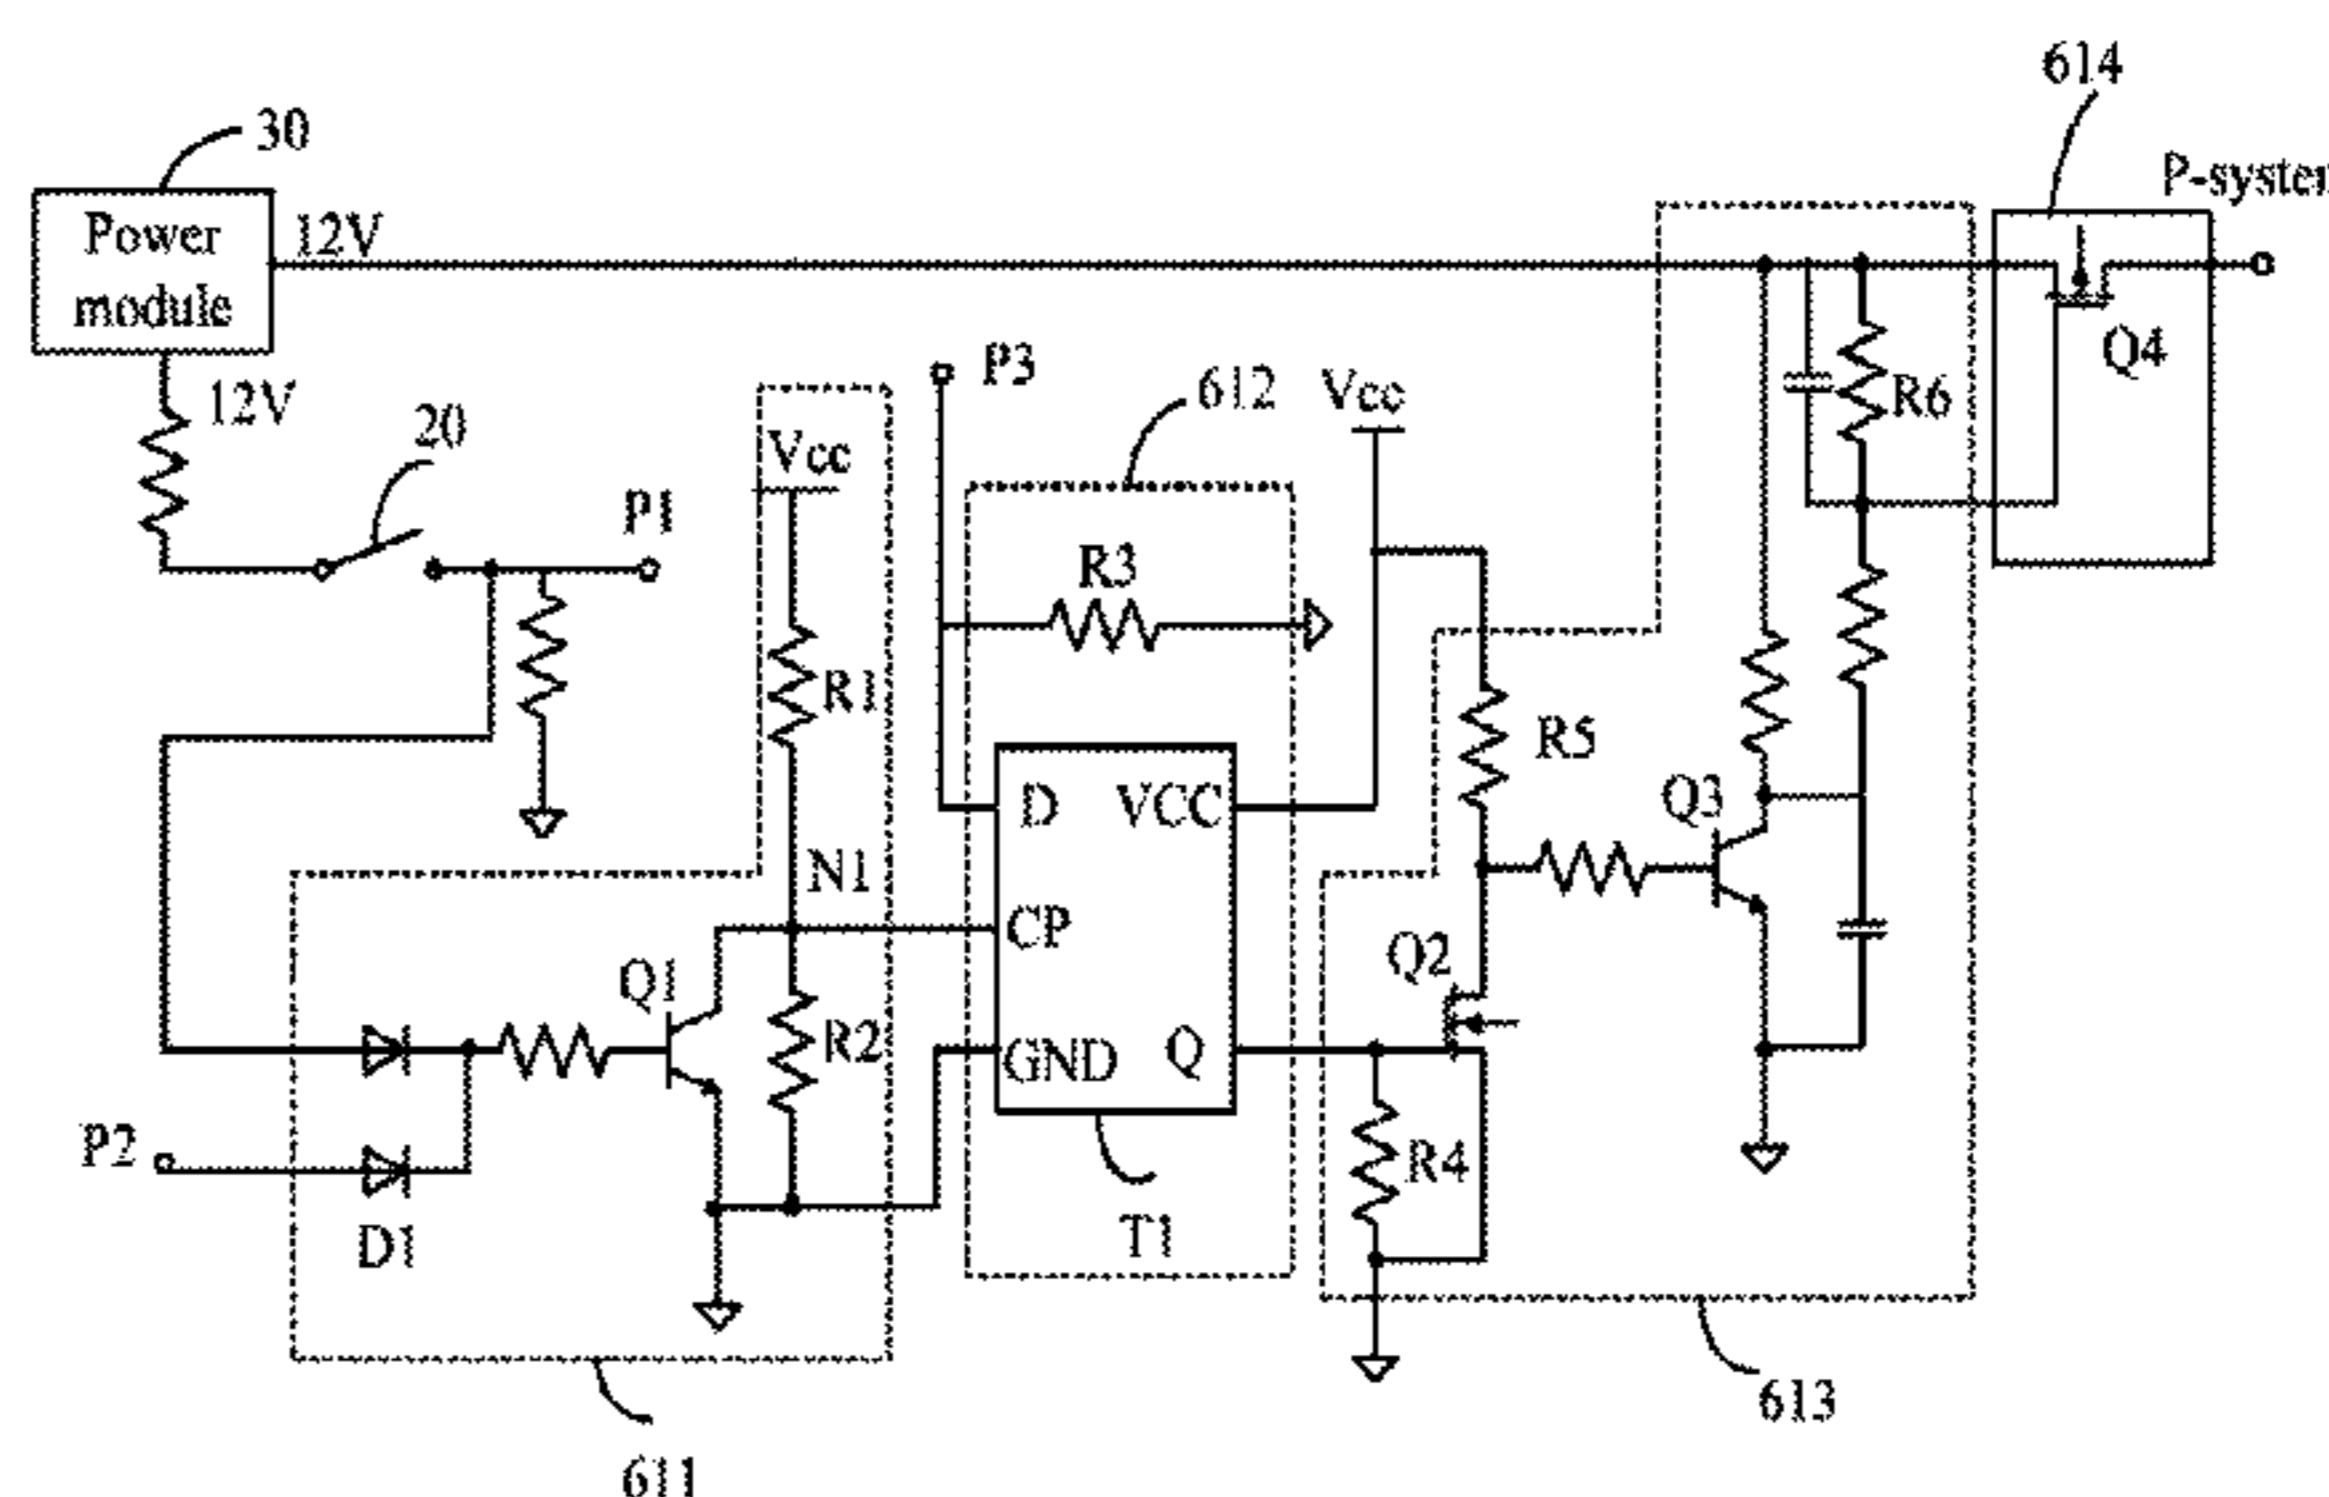 614
30
P-system
Power
module
12V
Q4
P3
12V
20
612
Vcc
R6
Vcc
P1
R3
R1
R5
D
VCC
Q3
N1
CP
Q1
Q2
R2
GND
Q
P2
R4
D1
T1
613
611